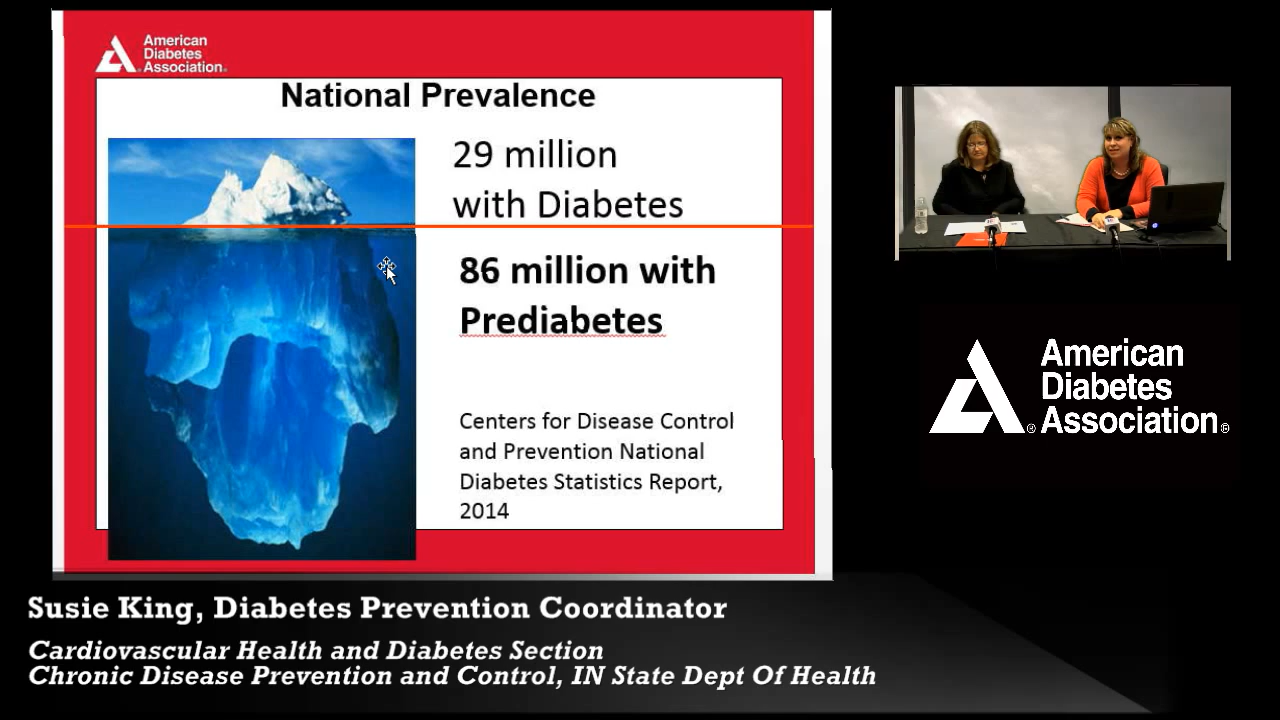 American
Diabetes
Association®
National Prevalence
29 million
with Diabetes
86 million with
Prediabetes
Centers for Disease Control
and Prevention National
Diabetes Statistics Report,
2014
American
Diabetes
Association®
Susie King, Diabetes Prevention Coordinator
Cardiovascular Health and Diabetes Section
Chronic Disease Prevention and Control, IN State Dept Of Health